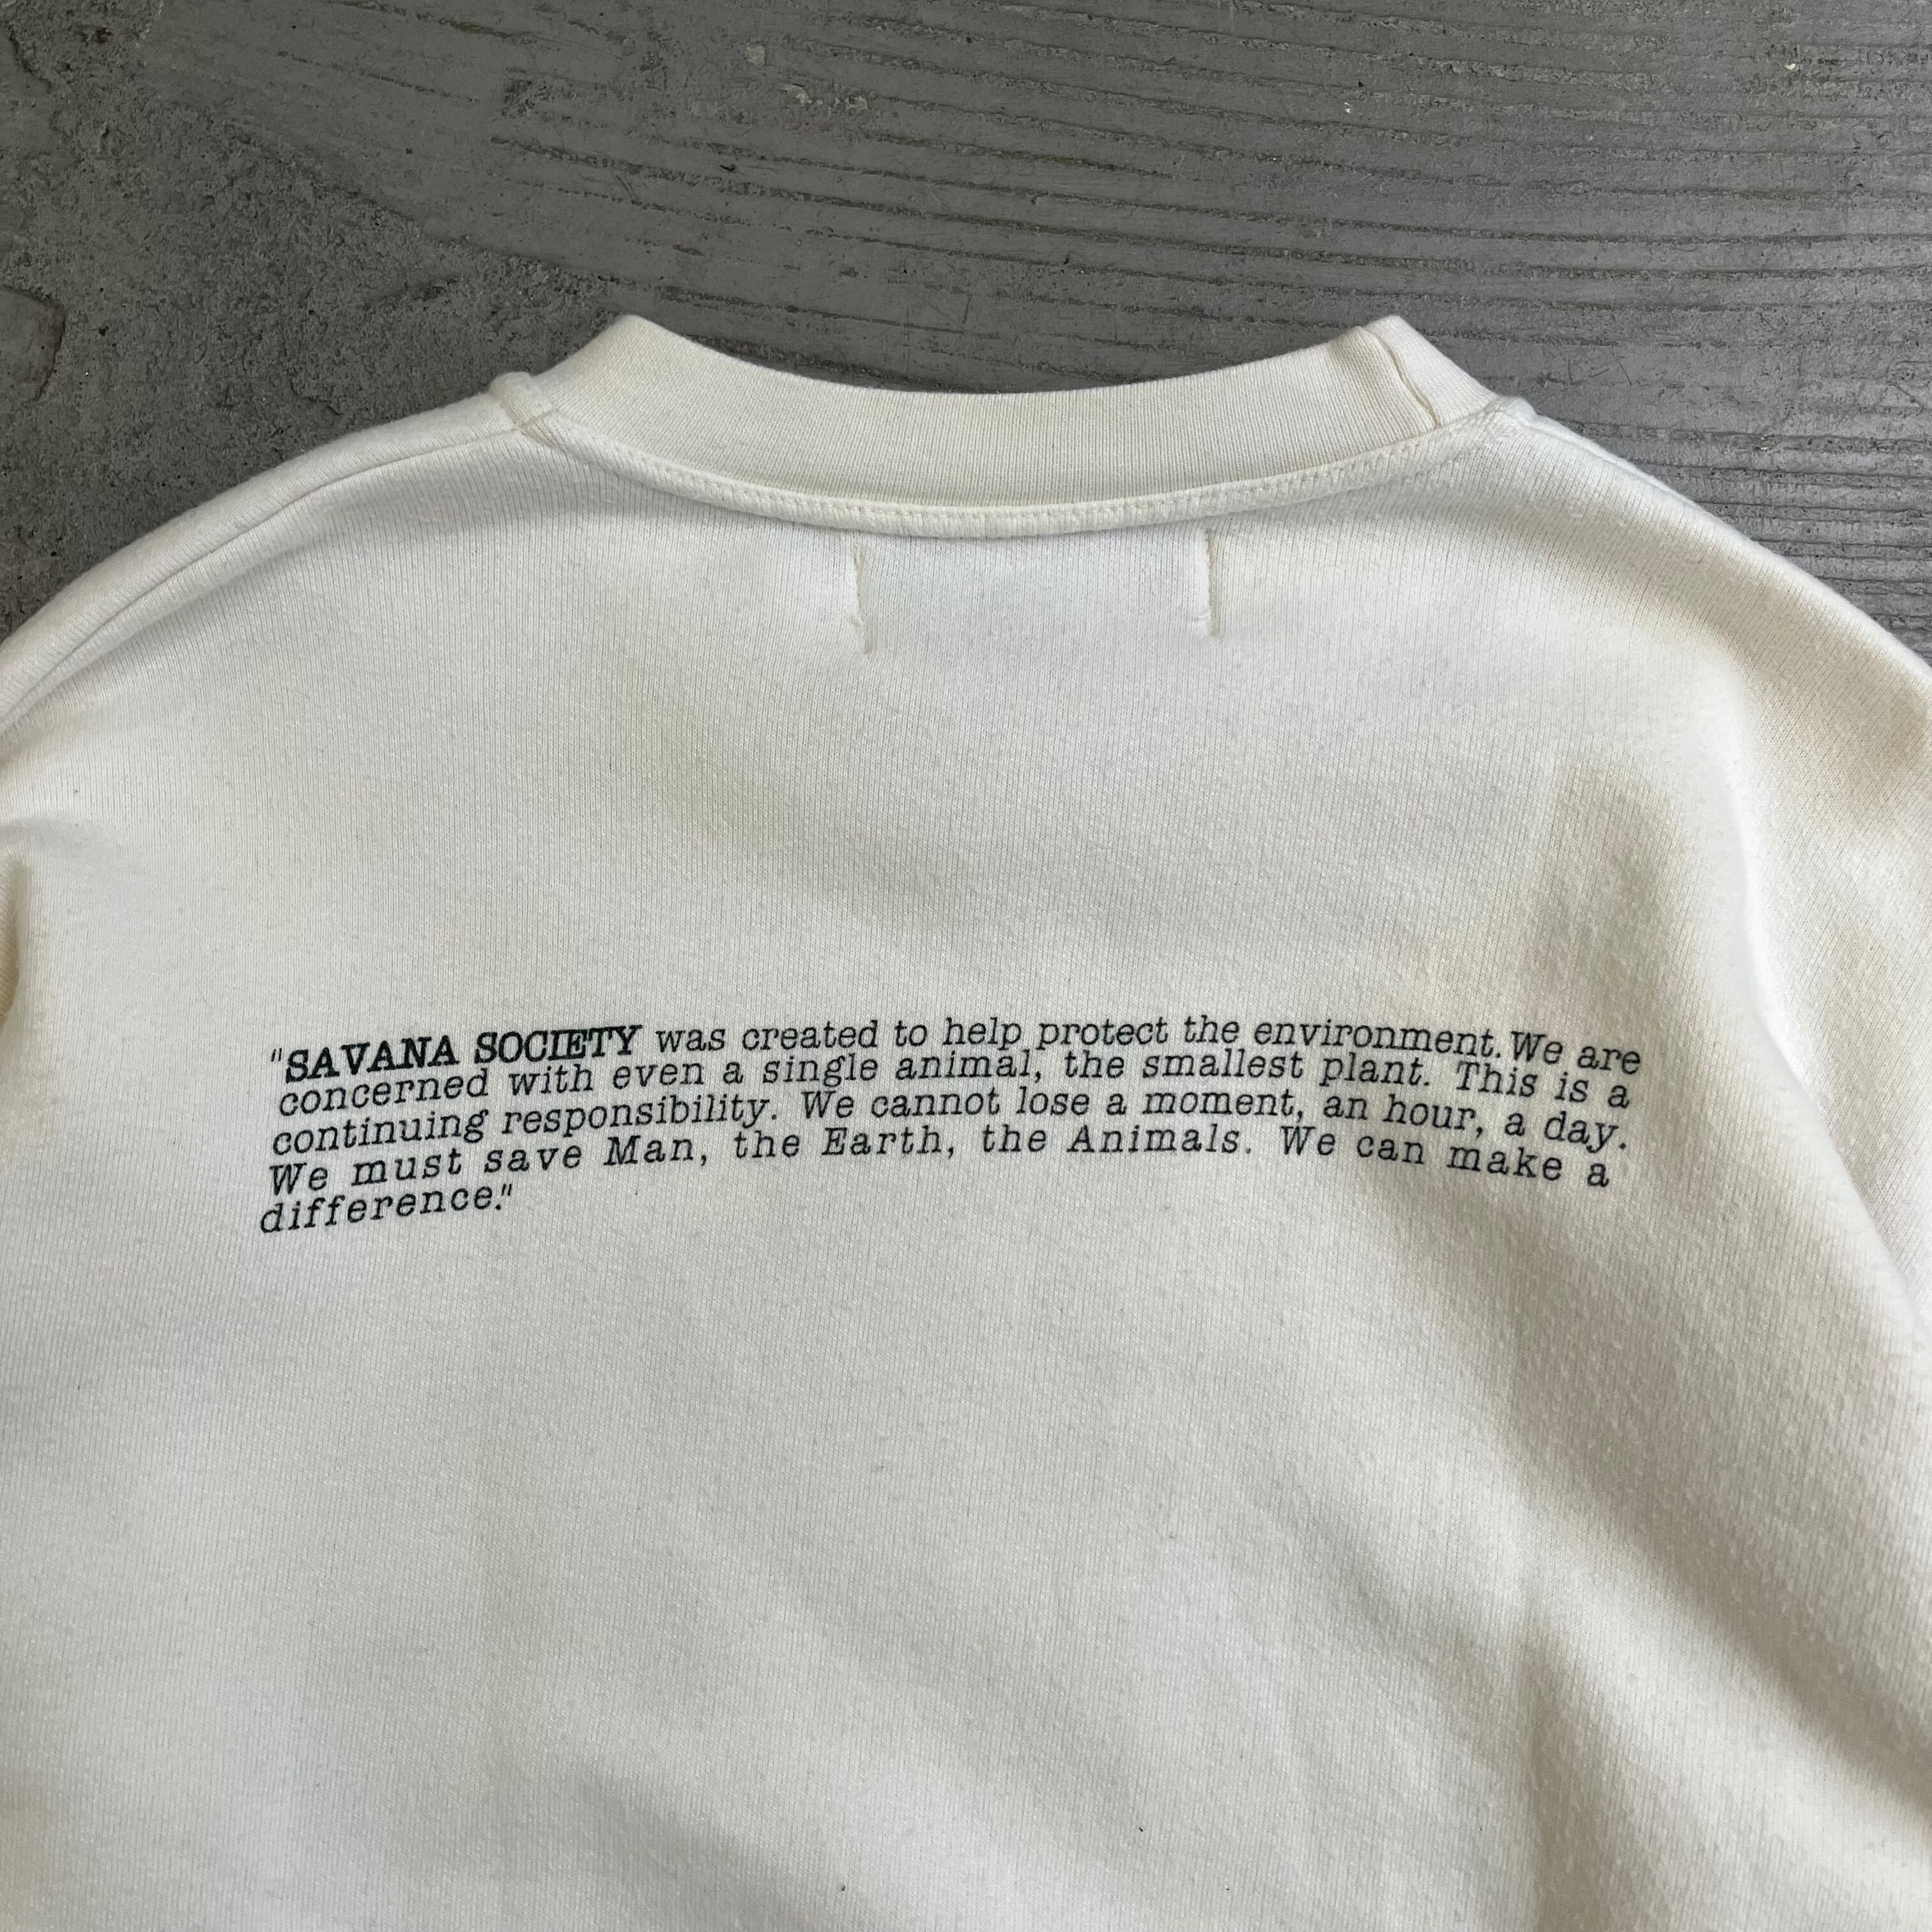 "SAVANA SOCIETY was created to help protect the environment.We are
concerned with even a single animal, the smallest plant. This is a
continuing responsibility. We cannot lose a moment, an hour, a day.
We must save Man, the Earth, the Animals. We can make a
difference."